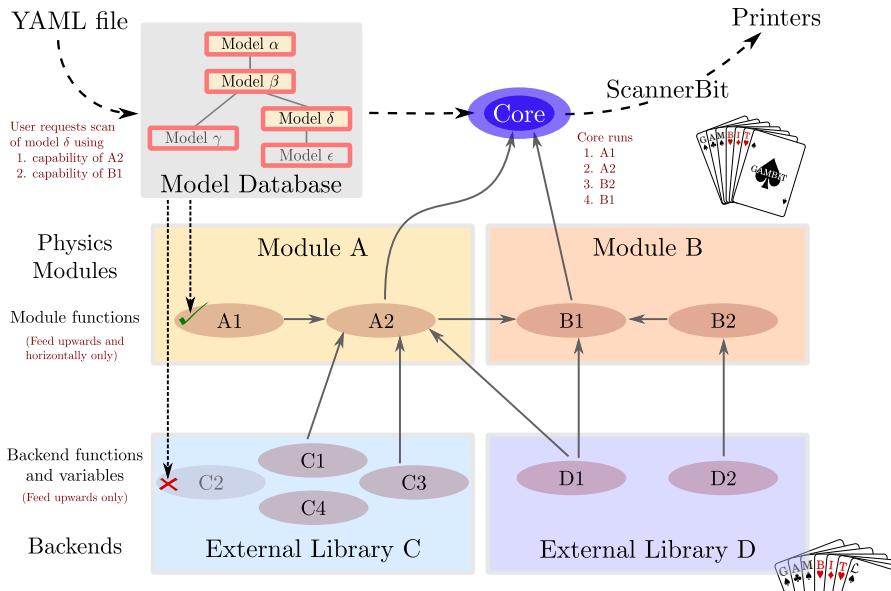 YAML file
Printers
Model α
Model β
Model γ
Model δ
Model ϵ
Model Database
Core
ScannerBit
User requests scan
of model δ using
1. capability of A2
2. capability of B1
Core runs
1. A1
2. A2
3. B2
4. B1
G A M B I T
GAMBIT
Physics
Modules
Module A
Module B
Module functions
(Feed upwards and
horizontally only)
A1
A2
B1
B2
Backend functions
and variables
(Feed upwards only)
C1
C2
C3
C4
D1
D2
Backends
External Library C
External Library D
G A M B I T ℒ